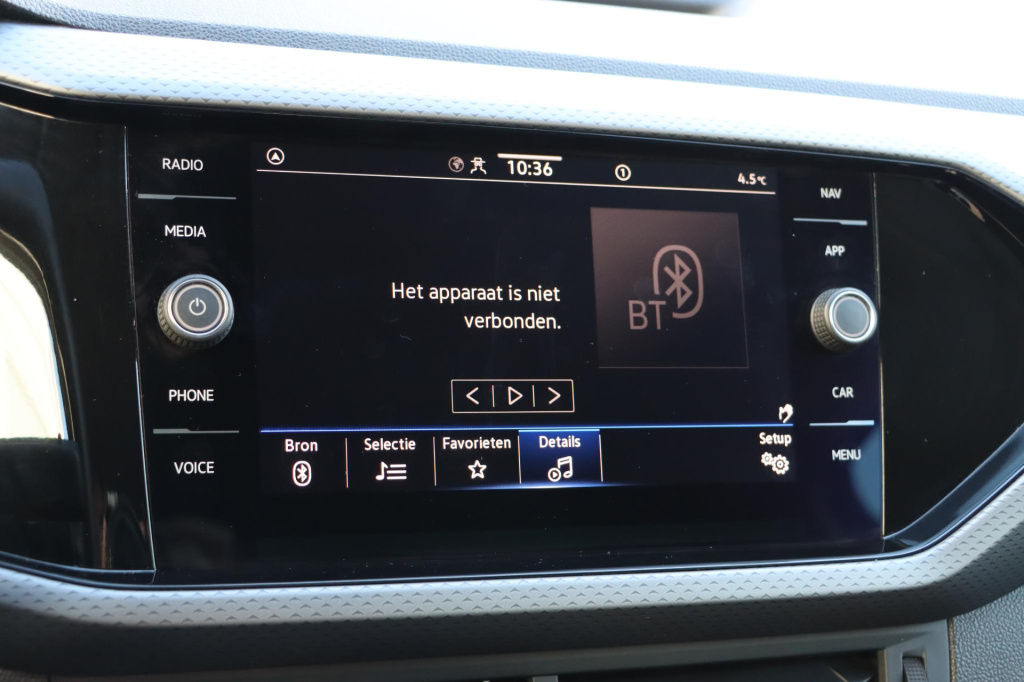 RADIO
MEDIA
PHONE
VOICE
10:36
1
4.5°C
Het apparaat is niet
verbonden.
BT
Bron
Selectie
Favorieten
Details
Setup
NAV
APP
CAR
MENU